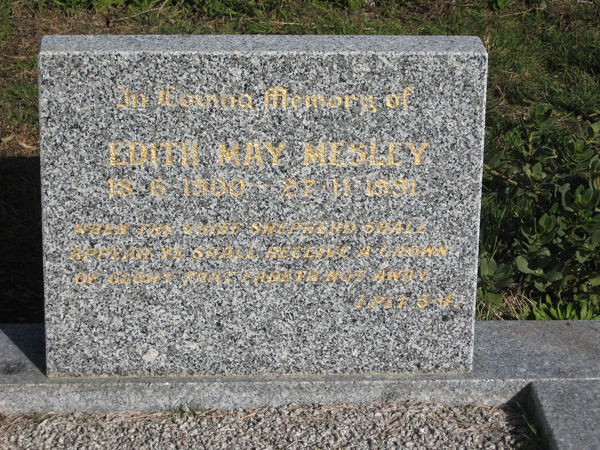 In Loving Memory of
EDITH MAY MESLEY
18·6·1900 – 27·11·1991
WHEN THE CHIEF SHEPHERD SHALL
APPEAR, YE SHALL RECEIVE A CROWN
OF GLORY THAT FADETH NOT AWAY.
1 PET. 5·4